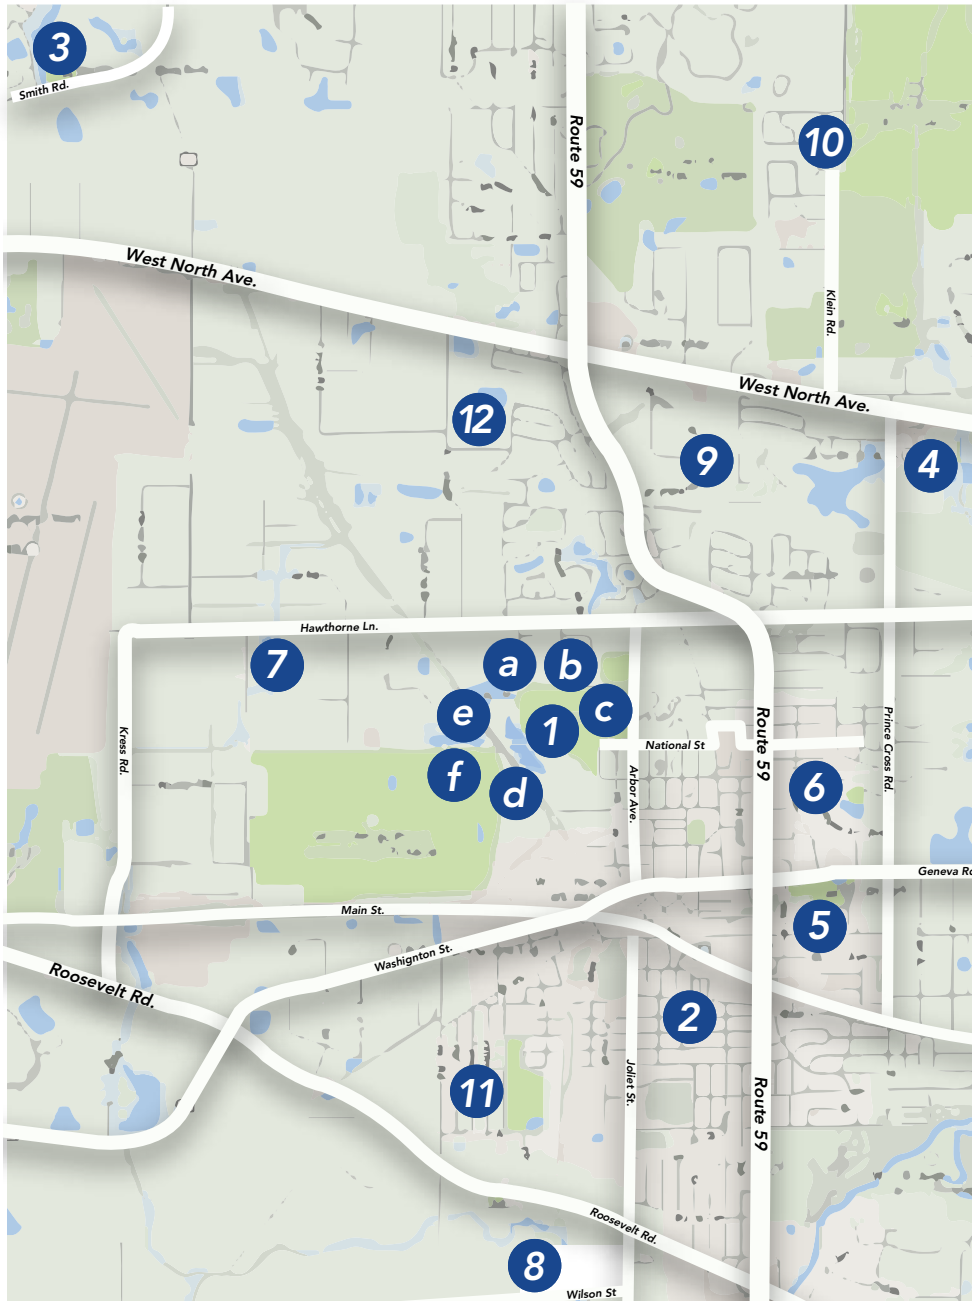 3
Smith Rd.
Route 59
10
West North Ave.
Klein Rd.
West North Ave.
12
9
4
Hawthorne Ln.
7
a
b
e
c
1
Kress Rd.
National St
Route 59
Prince Cross Rd.
f
d
Arbor Ave.
6
Geneva Rd
Main St.
5
Washignton St.
Roosevelt Rd.
2
11
Joliet St.
Route 59
Roosevelt Rd.
8
Wilson St